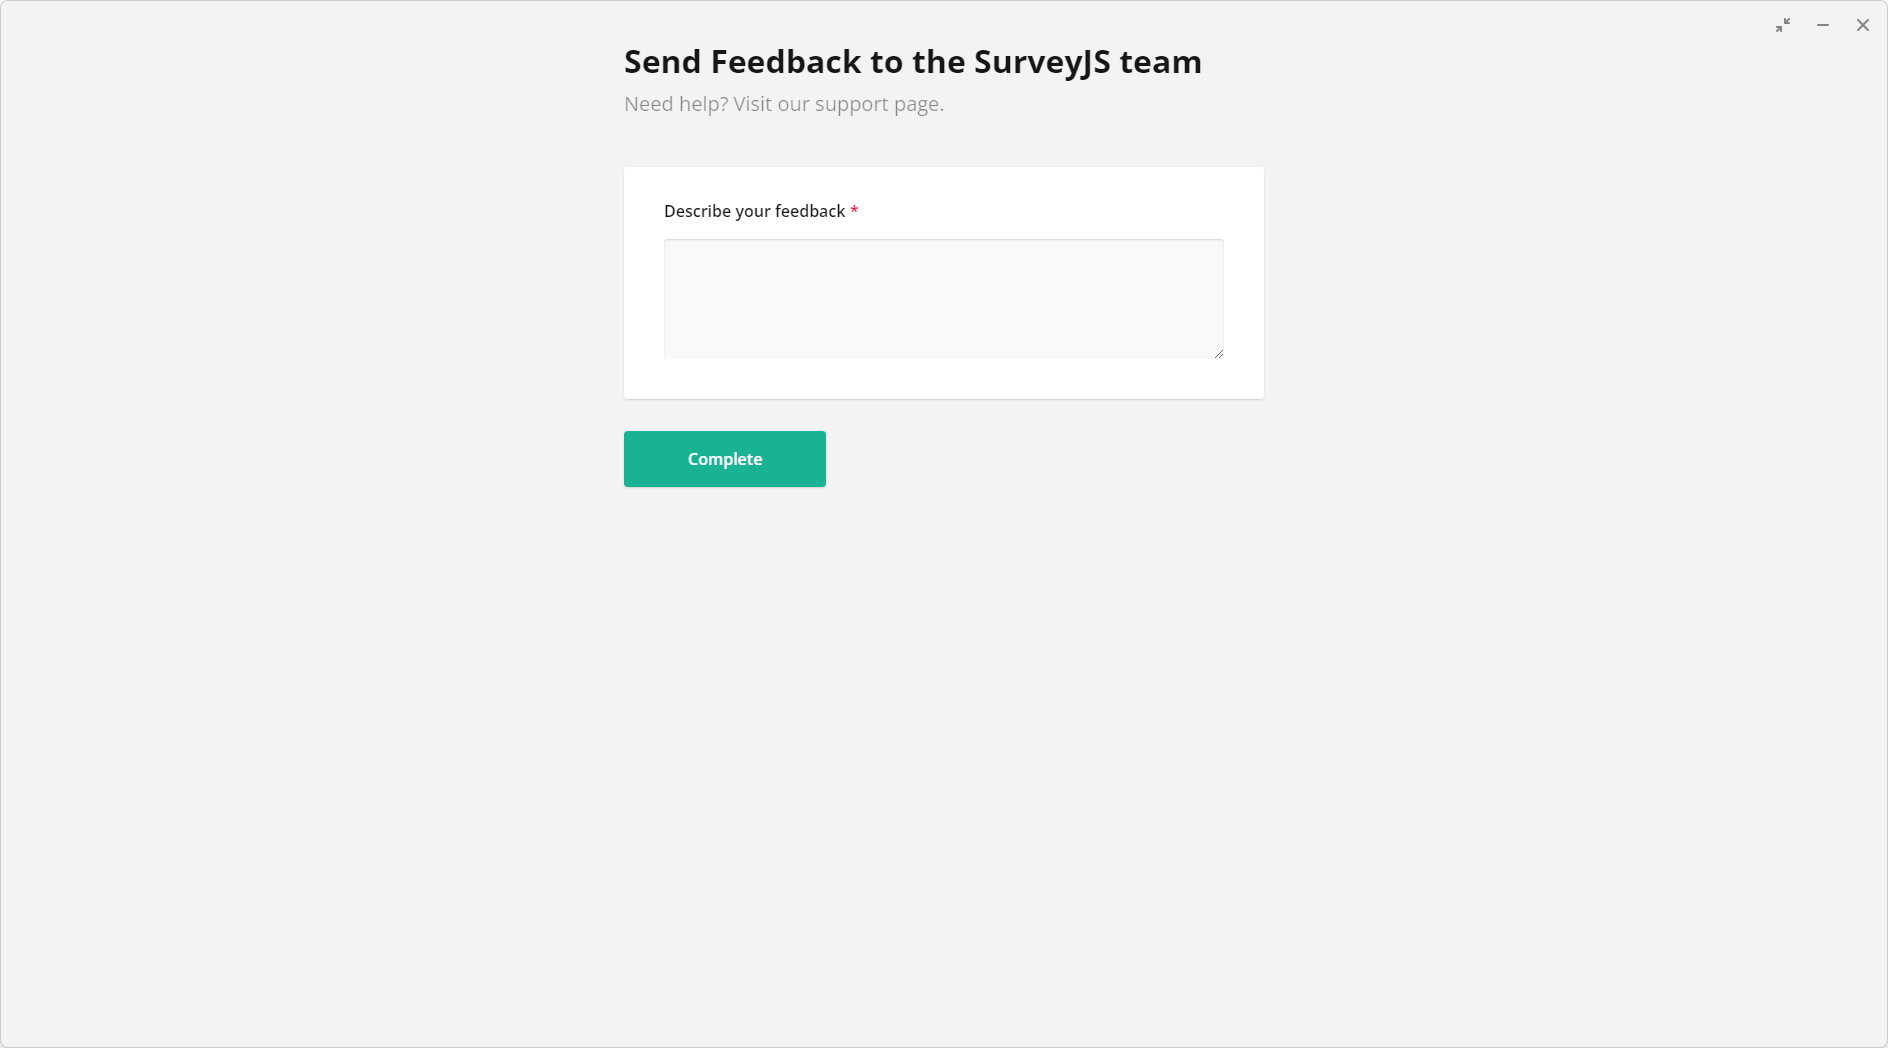 Send Feedback to the SurveyJS team
Need help? Visit our support page.
Describe your feedback *
Complete